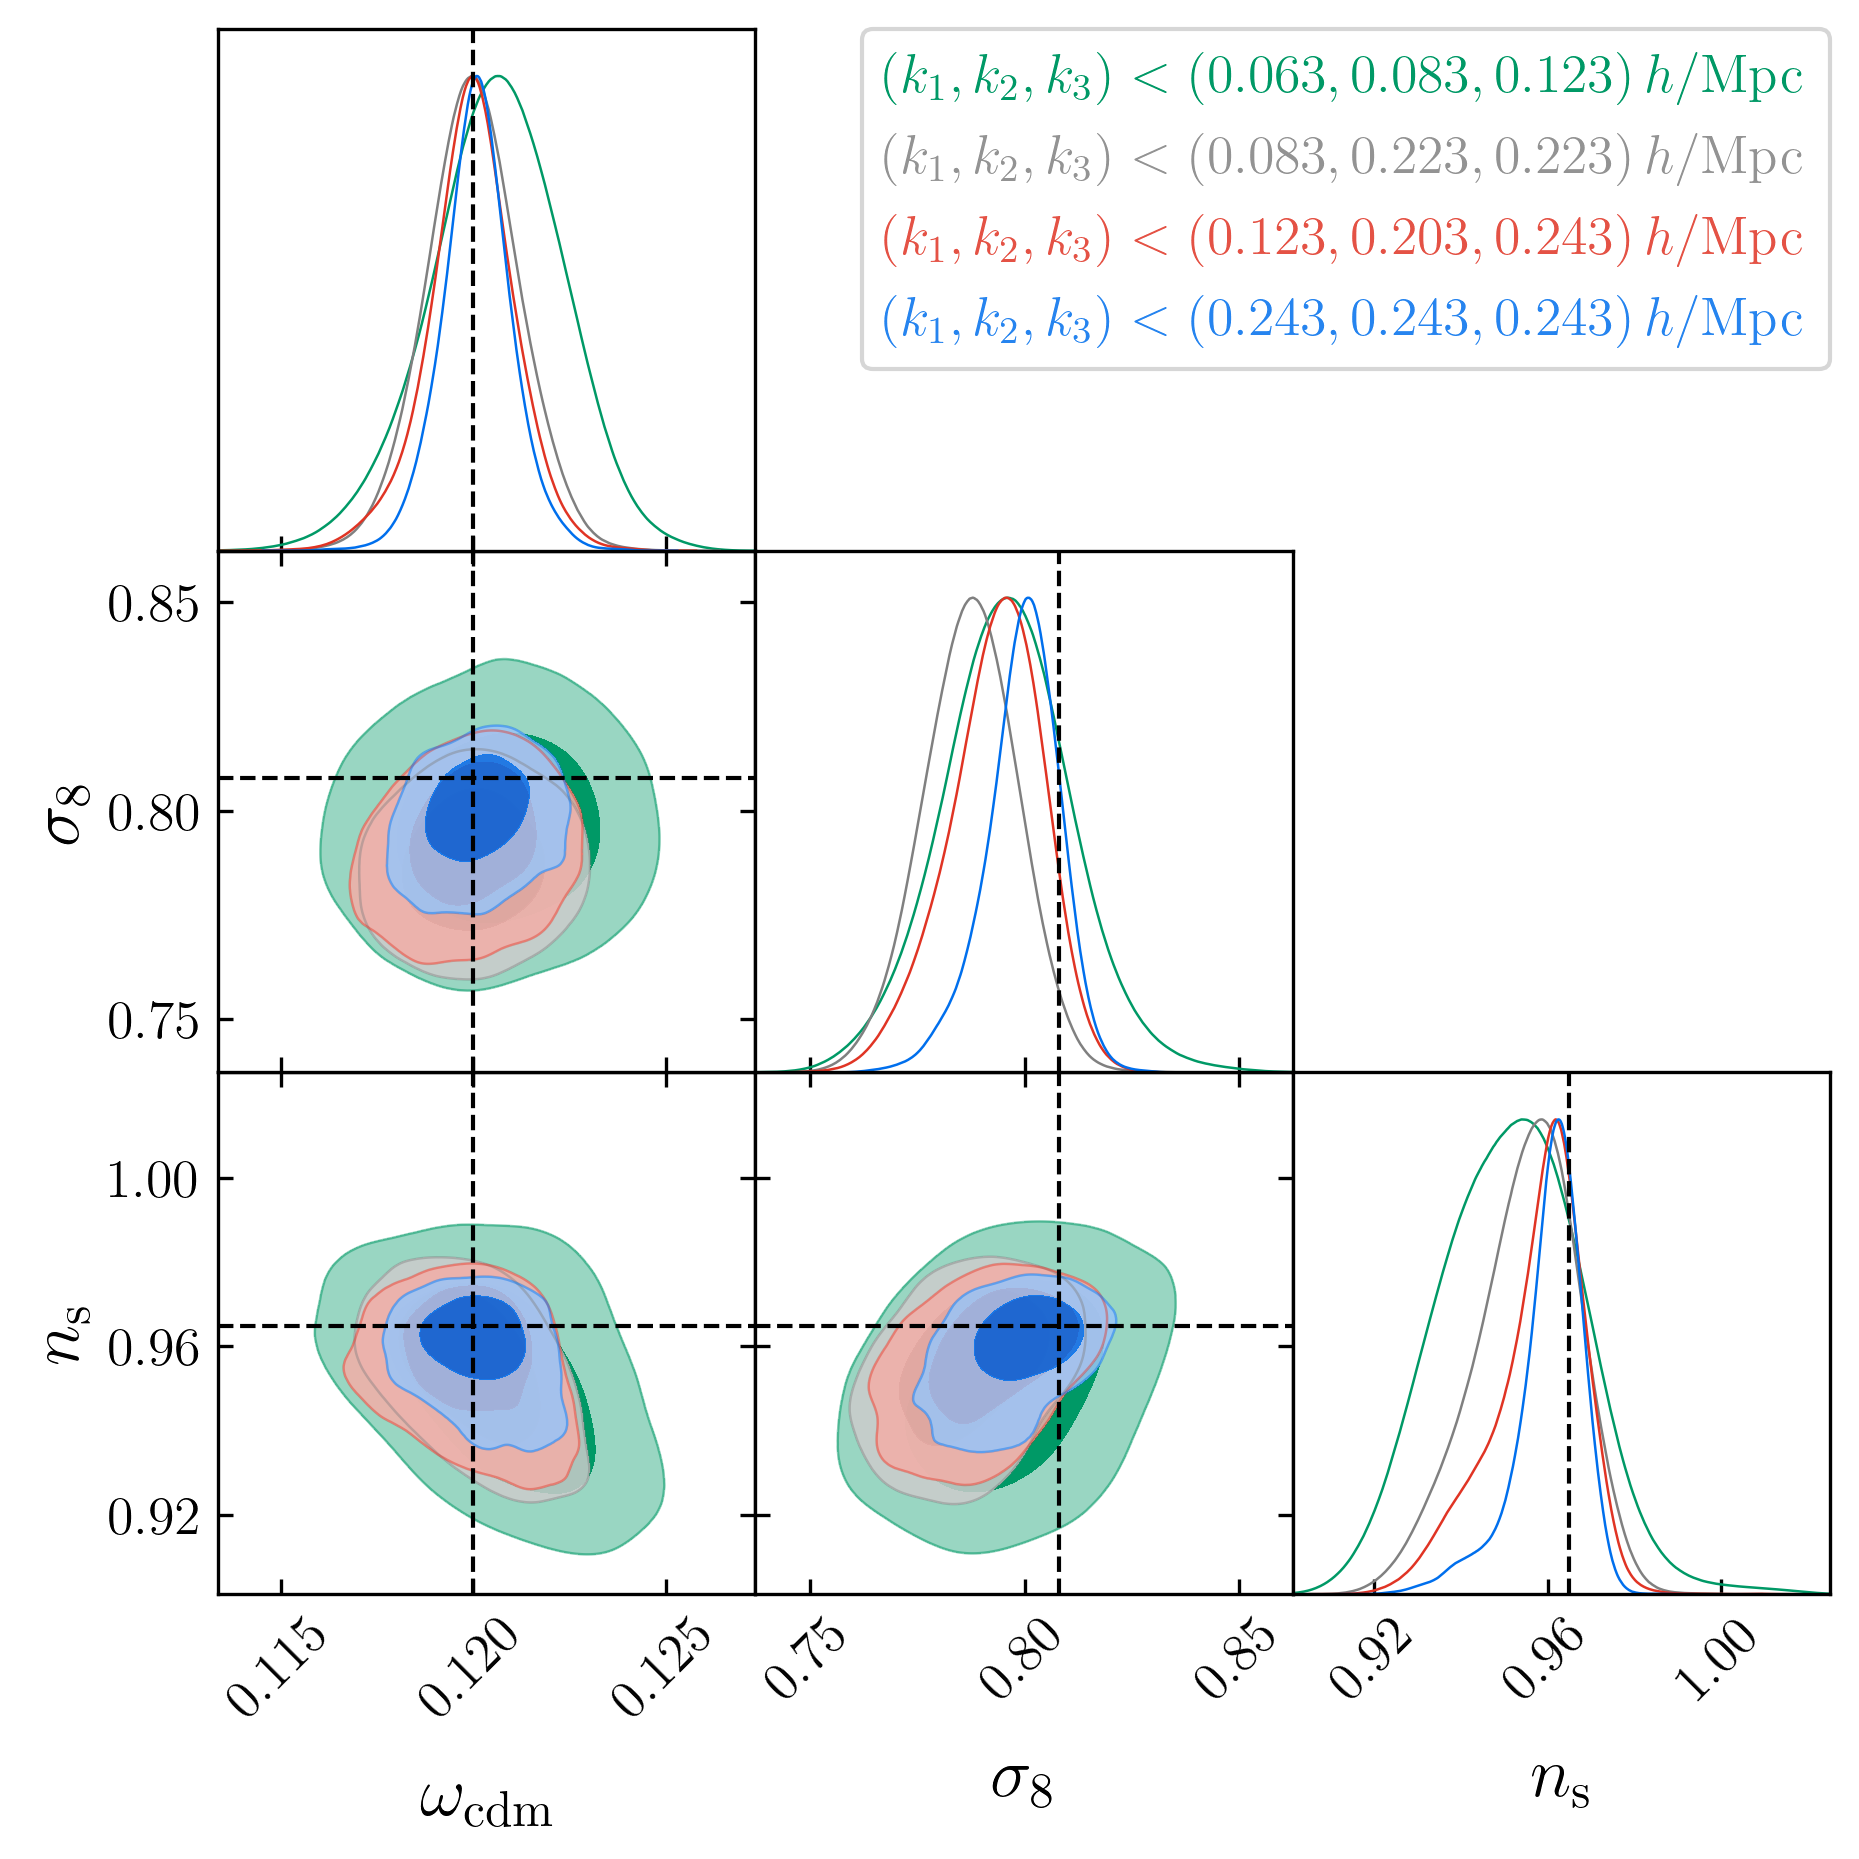 (k₁, k₂, k₃) < (0.063, 0.083, 0.123) h/Mpc
(k₁, k₂, k₃) < (0.083, 0.223, 0.223) h/Mpc
(k₁, k₂, k₃) < (0.123, 0.203, 0.243) h/Mpc
(k₁, k₂, k₃) < (0.243, 0.243, 0.243) h/Mpc
0.85
0.80
0.75
σ₈
1.00
0.96
0.92
nₛ
0.115 0.120 0.125 0.75 0.80 0.85 0.92 0.96 1.00
ω_cdm σ₈ nₛ